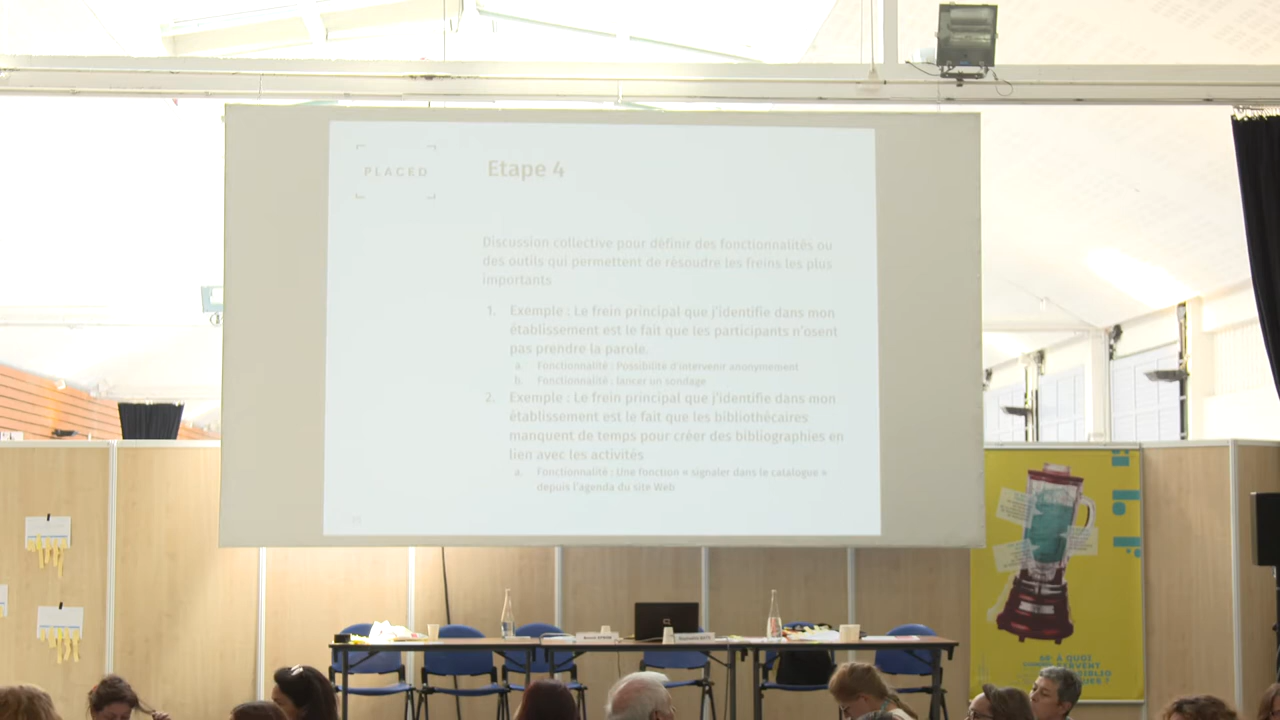 PLACED
Etape 4
Discussion collective pour définir des fonctionnalités ou
des outils qui permettent de résoudre les freins les plus
importants
1. Exemple : Le frein principal que j'identifie dans mon
établissement est le fait que les participants n'osent
pas prendre la parole.
a. Fonctionnalité : Possibilité d'intervenir anonymement
b. Fonctionnalité : lancer un sondage
2. Exemple : Le frein principal que j'identifie dans mon
établissement est le fait que les bibliothécaires
manquent de temps pour créer des bibliographies en
lien avec les activités
a. Fonctionnalité : Une fonction « signaler dans le catalogue »
depuis l'agenda du site Web
À QUOI
SERVENT